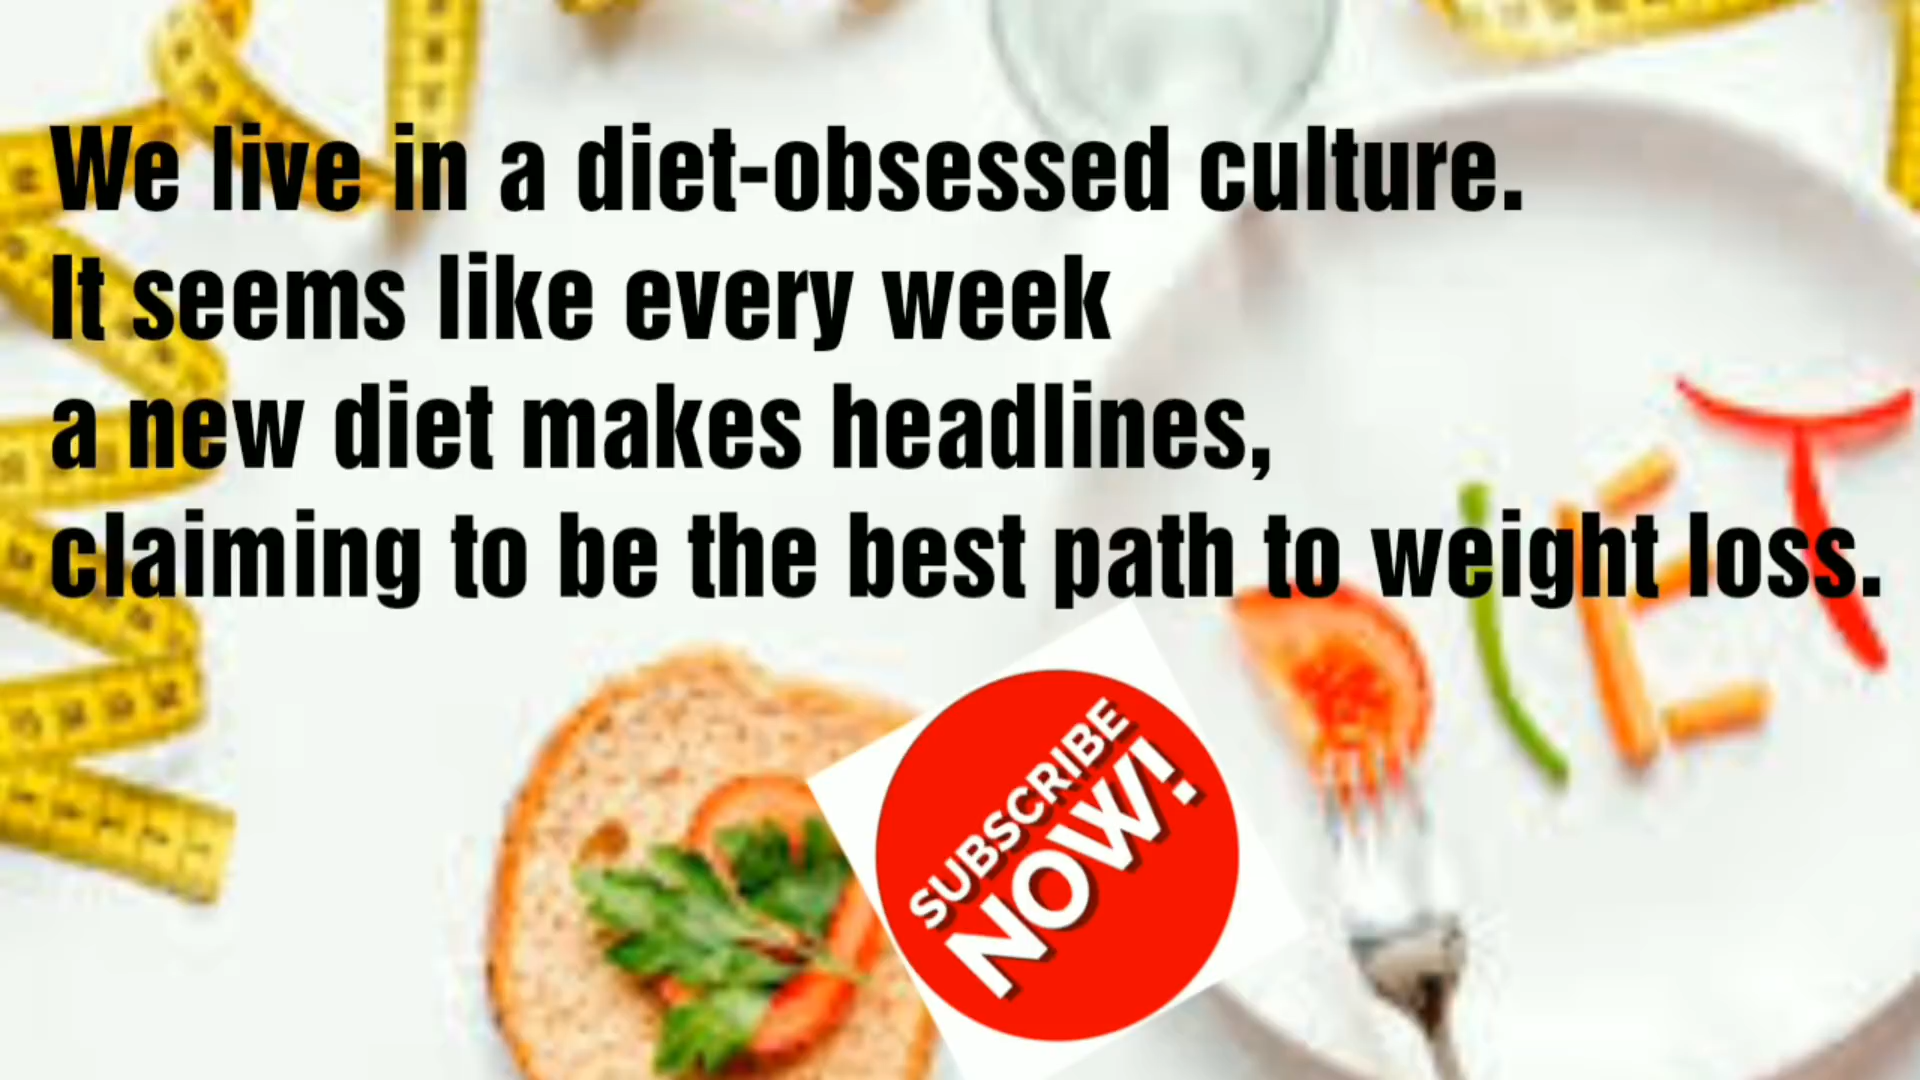 We live in a diet-obsessed culture.
It seems like every week
a new diet makes headlines,
claiming to be the best path to weight loss.
DIET
SUBSCRIBE
NOW!